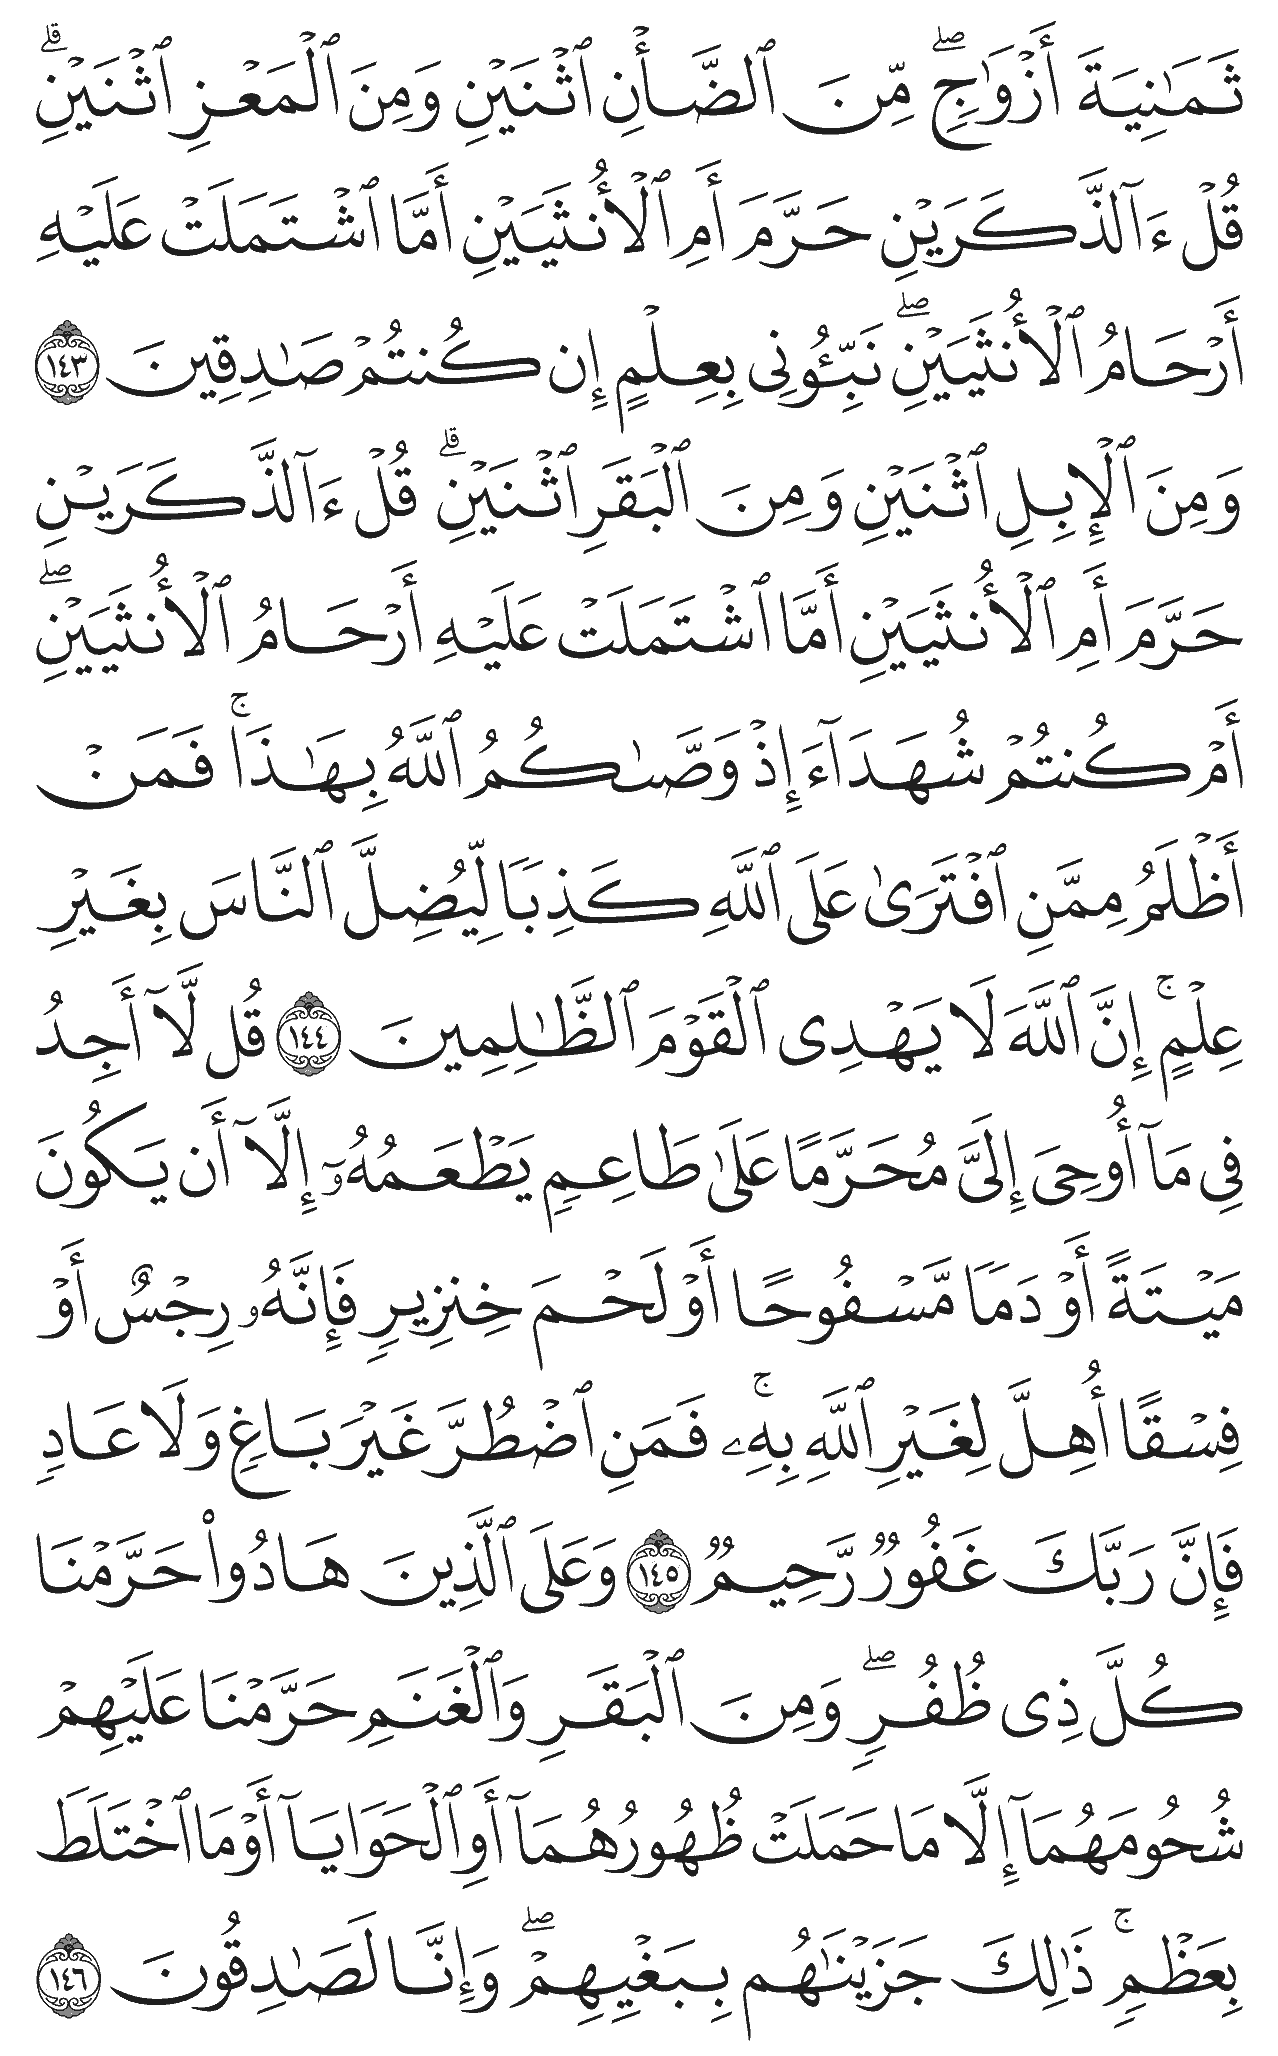 ثَمَٰنِيَةَ أَزۡوَٰجٖۖ مِّنَ ٱلضَّأۡنِ ٱثۡنَيۡنِ وَمِنَ ٱلۡمَعۡزِ ٱثۡنَيۡنِۗ
قُلۡ ءَآلذَّكَرَيۡنِ حَرَّمَ أَمِ ٱلۡأُنثَيَيۡنِ أَمَّا ٱشۡتَمَلَتۡ عَلَيۡهِ
أَرۡحَامُ ٱلۡأُنثَيَيۡنِۖ نَبِّـُٔونِي بِعِلۡمٍ إِن كُنتُمۡ صَٰدِقِينَ ١٤٣
وَمِنَ ٱلۡإِبِلِ ٱثۡنَيۡنِ وَمِنَ ٱلۡبَقَرِ ٱثۡنَيۡنِۗ قُلۡ ءَآلذَّكَرَيۡنِ
حَرَّمَ أَمِ ٱلۡأُنثَيَيۡنِ أَمَّا ٱشۡتَمَلَتۡ عَلَيۡهِ أَرۡحَامُ ٱلۡأُنثَيَيۡنِۖ
أَمۡ كُنتُمۡ شُهَدَآءَ إِذۡ وَصَّىٰكُمُ ٱللَّهُ بِهَٰذَاۚ فَمَنۡ
أَظۡلَمُ مِمَّنِ ٱفۡتَرَىٰ عَلَى ٱللَّهِ كَذِبٗا لِّيُضِلَّ ٱلنَّاسَ بِغَيۡرِ
عِلۡمٍۚ إِنَّ ٱللَّهَ لَا يَهۡدِي ٱلۡقَوۡمَ ٱلظَّٰلِمِينَ ١٤٤ قُل لَّآ أَجِدُ
فِي مَآ أُوحِيَ إِلَيَّ مُحَرَّمًا عَلَىٰ طَاعِمٖ يَطۡعَمُهُۥٓ إِلَّآ أَن يَكُونَ
مَيۡتَةً أَوۡ دَمٗا مَّسۡفُوحًا أَوۡ لَحۡمَ خِنزِيرٖ فَإِنَّهُۥ رِجۡسٌ أَوۡ
فِسۡقًا أُهِلَّ لِغَيۡرِ ٱللَّهِ بِهِۦۚ فَمَنِ ٱضۡطُرَّ غَيۡرَ بَاغٖ وَلَا عَادٖ
فَإِنَّ رَبَّكَ غَفُورٞ رَّحِيمٞ ١٤٥ وَعَلَى ٱلَّذِينَ هَادُواْ حَرَّمۡنَا
كُلَّ ذِي ظُفُرٖۖ وَمِنَ ٱلۡبَقَرِ وَٱلۡغَنَمِ حَرَّمۡنَا عَلَيۡهِمۡ
شُحُومَهُمَآ إِلَّا مَا حَمَلَتۡ ظُهُورُهُمَآ أَوِ ٱلۡحَوَايَآ أَوۡ مَا ٱخۡتَلَطَ
بِعَظۡمٖۚ ذَٰلِكَ جَزَيۡنَٰهُم بِبَغۡيِهِمۡۖ وَإِنَّا لَصَٰدِقُونَ ١٤٦